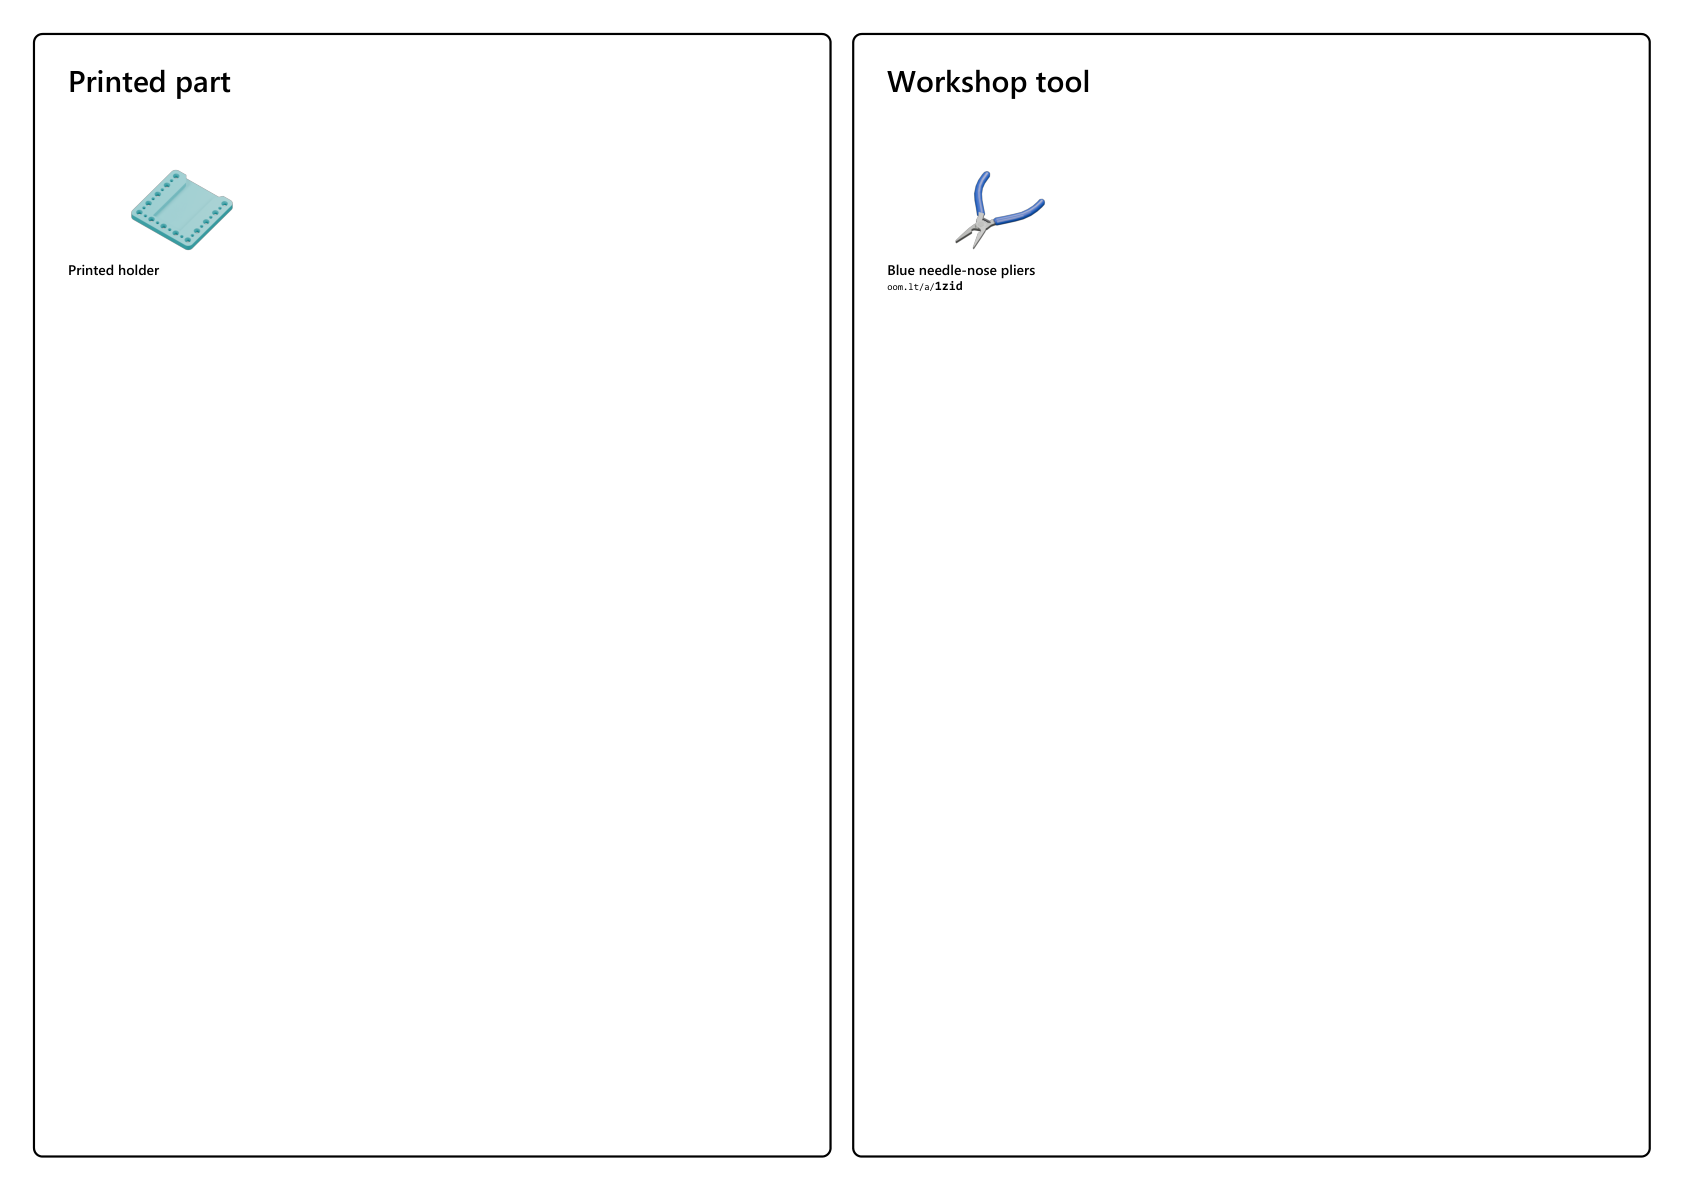 Printed part
Printed holder
Workshop tool
Blue needle-nose pliers
oom.lt/a/1zid